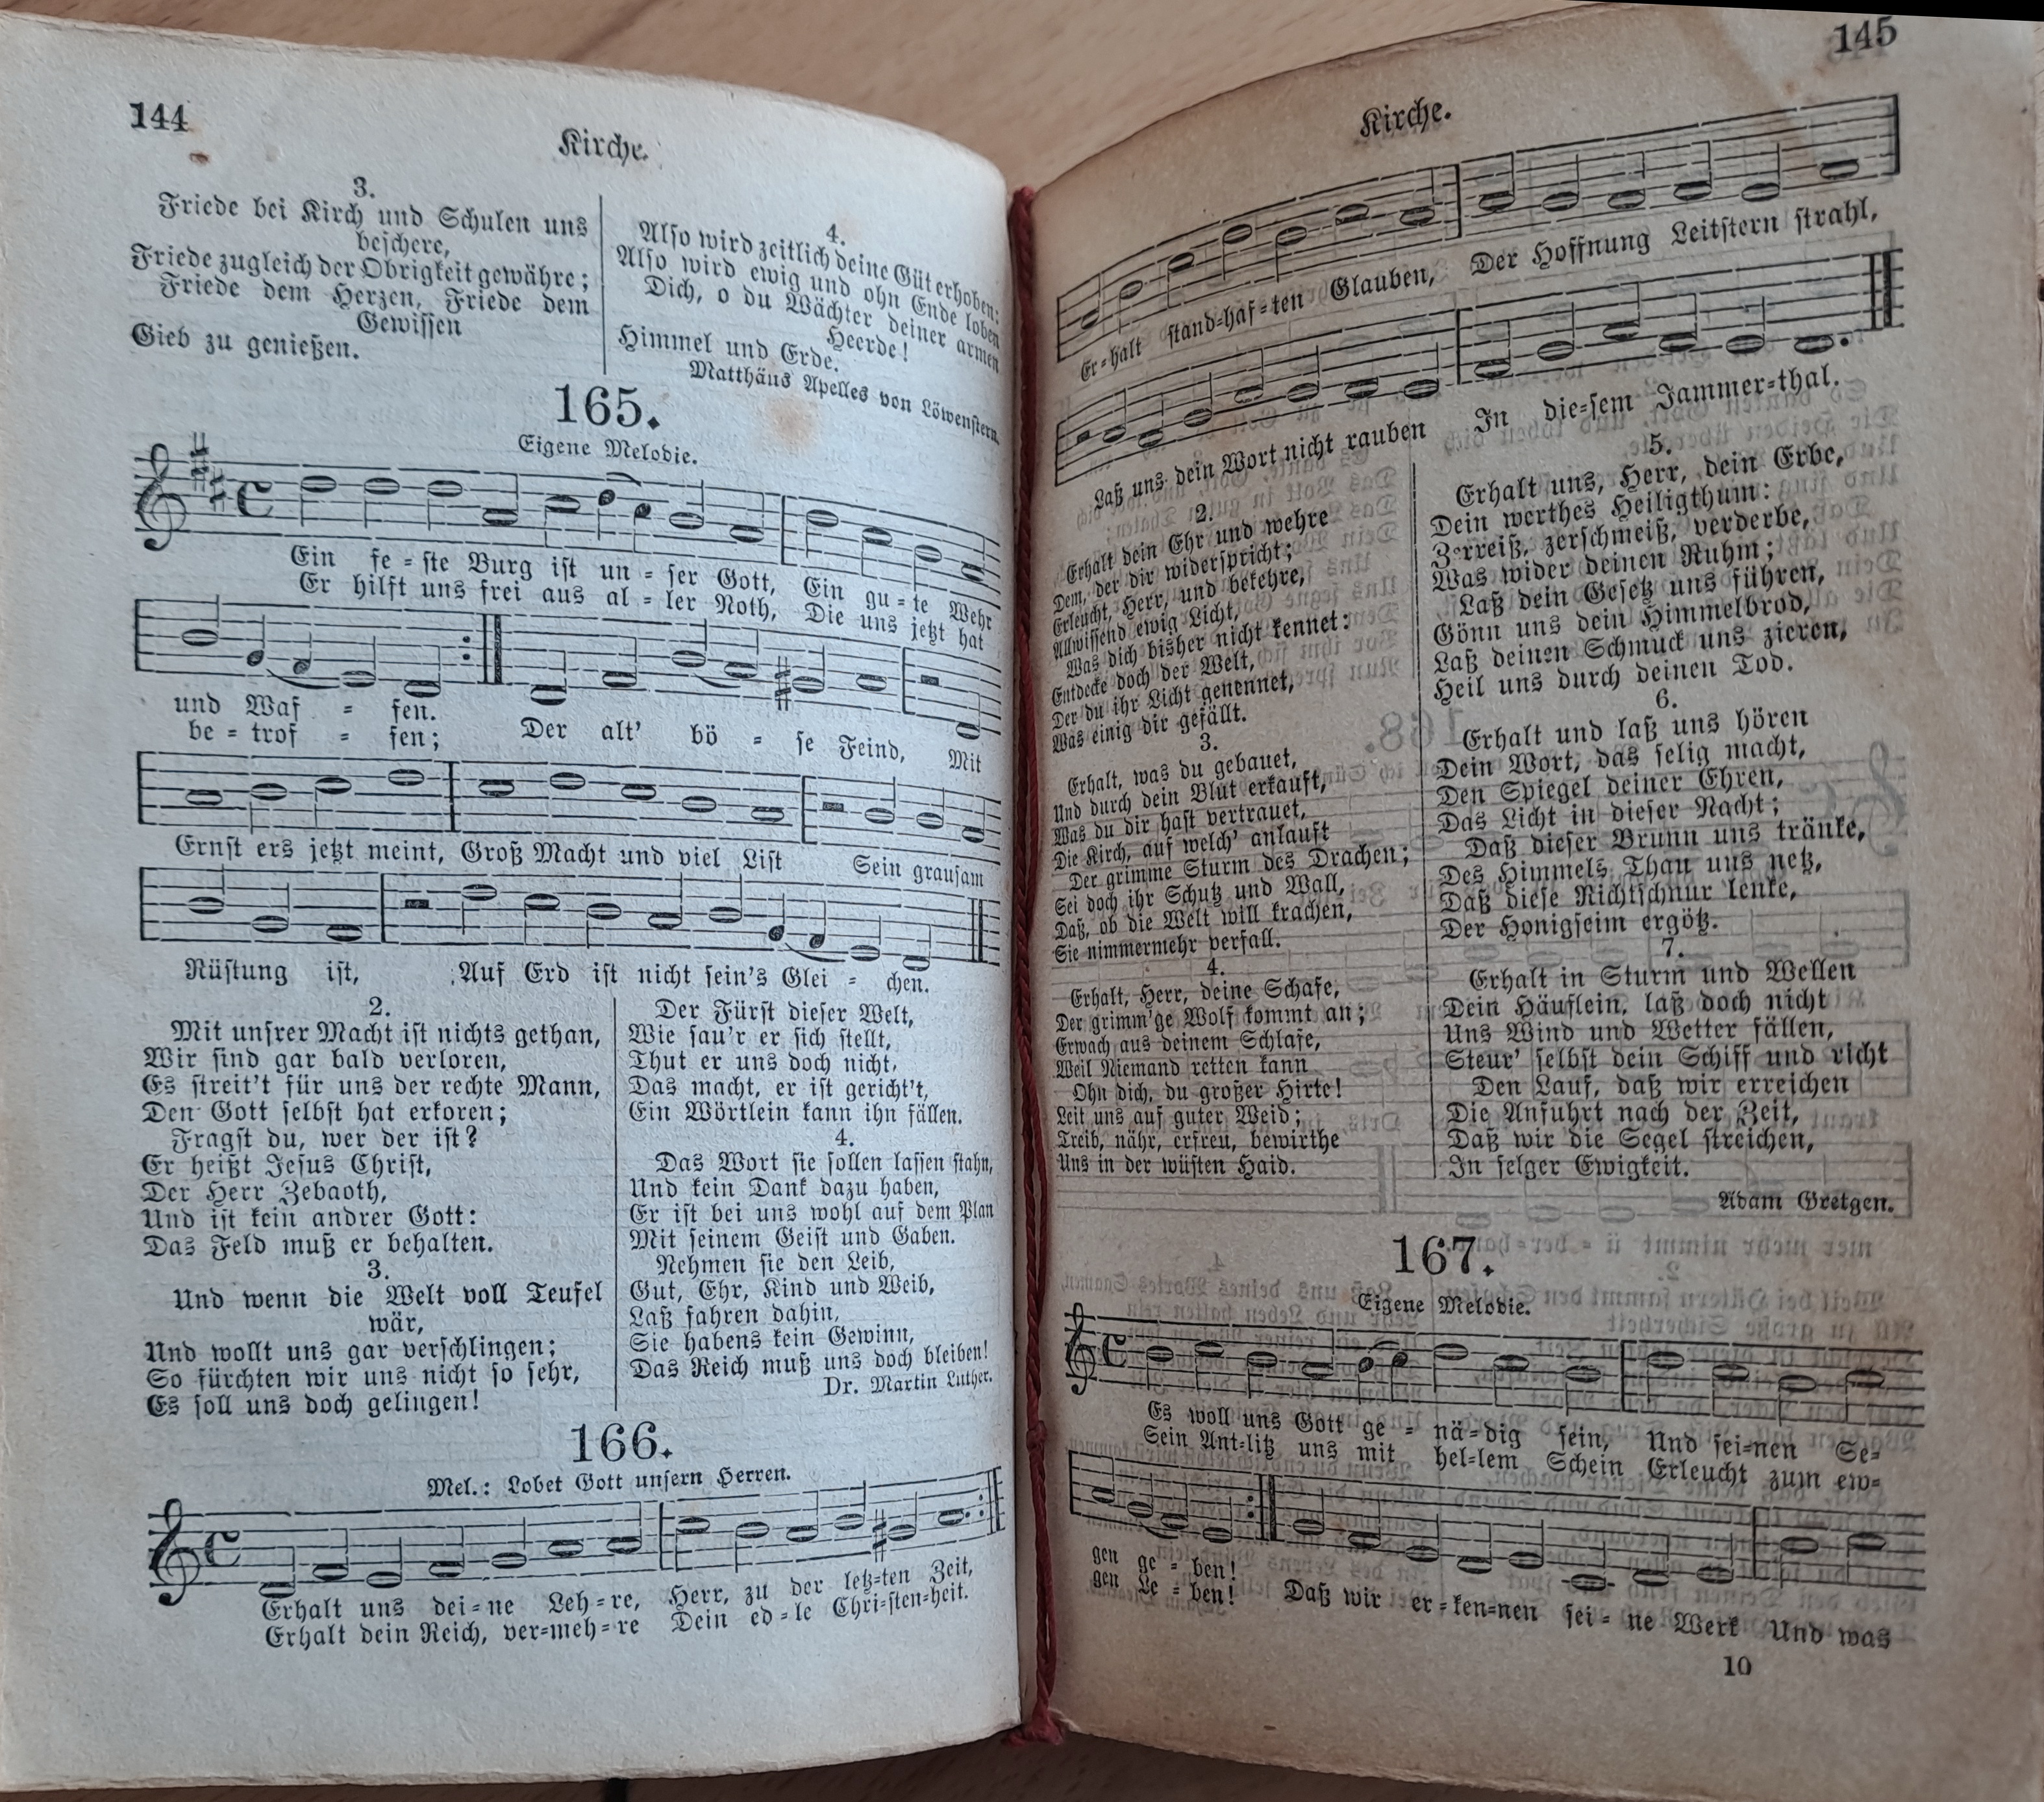 144
Kirche.
3.
Friede bei Kirch und Schulen uns
beschere,
Friede zugleich der Obrigkeit gewähre;
Friede dem Herzen, Friede dem
Gewissen
Gieb zu genießen.
4.
Also wird zeitlich deine Güt erhoben;
Also wird ewig und ohn Ende loben
Dich, o du Wächter deiner armen
Heerde!
Himmel und Erde.
Matthäus Apelles von Löwenstern.
165.
Eigene Melodie.
Ein fe-ste Burg ist un-ser Gott, Ein gu-te Wehr
Er hilft uns frei aus al-ler Noth, Die uns jetzt hat
und Waf-fen.
be-trof-fen; Der alt' bö-se Feind, Mit
Ernst ers jetzt meint, Groß Macht und viel List Sein grausam
Rüstung ist, Auf Erd ist nicht sein's Glei-chen.
2.
Mit unsrer Macht ist nichts gethan,
Wir sind gar bald verloren,
Es streit't für uns der rechte Mann,
Den Gott selbst hat erkoren;
Fragst du, wer der ist?
Er heißt Jesus Christ,
Der Herr Zebaoth,
Und ist kein andrer Gott:
Das Feld muß er behalten.
3.
Und wenn die Welt voll Teufel
wär,
Und wollt uns gar verschlingen;
So fürchten wir uns nicht so sehr,
Es soll uns doch gelingen!
Der Fürst dieser Welt,
Wie sau'r er sich stellt,
Thut er uns doch nicht,
Das macht, er ist gericht't,
Ein Wörtlein kann ihn fällen.
4.
Das Wort sie sollen lassen stahn,
Und kein Dank dazu haben,
Er ist bei uns wohl auf dem Plan
Mit seinem Geist und Gaben.
Nehmen sie den Leib,
Gut, Ehr, Kind und Weib,
Laß fahren dahin,
Sie habens kein Gewinn,
Das Reich muß uns doch bleiben!
Dr. Martin Luther.
166.
Mel.: Lobet Gott unsern Herren.
Erhalt uns dei-ne Leh-re, Herr, zu der letz-ten Zeit,
Erhalt dein Reich, ver-meh-re Dein ed-le Chri-sten-heit.
145
Kirche.
Er-halt stand-haf-ten Glauben, Der Hoffnung Leitstern strahl,
Laß uns dein Wort nicht rauben In die-sem Jammer-thal.
2.
Erhalt dein Ehr und wehre
Dem, der dir widerspricht;
Erleucht, Herr, und bekehre,
Allwissend ewig Licht,
Was dich bisher nicht kennet:
Entdecke doch der Welt,
Der du ihr Licht genennet,
Was einig dir gefällt.
3.
Erhalt, was du gebauet,
Und durch dein Blut erkauft,
Was du dir hast vertrauet,
Die Kirch, auf welch' anlauft
Der grimme Sturm des Drachen;
Sei doch ihr Schutz und Wall,
Daß, ob die Welt will krachen,
Sie nimmermehr verfall.
4.
Erhalt, Herr, deine Schafe,
Der grimm'ge Wolf kommt an;
Erwach aus deinem Schlafe,
Weil Niemand retten kann
Ohn dich, du großer Hirte!
Leit uns auf guter Weid;
Treib, nähr, erfreu, bewirthe
Uns in der wüsten Haid.
5.
Erhalt uns, Herr, dein Erbe,
Dein werthes Heiligthum:
Zerreiß, zerschmeiß, verderbe,
Was wider deinen Ruhm;
Laß dein Gesetz uns führen,
Gönn uns dein Himmelbrod,
Laß deinen Schmuck uns zieren,
Heil uns durch deinen Tod.
6.
Erhalt und laß uns hören
Dein Wort, das selig macht,
Den Spiegel deiner Ehren,
Das Licht in dieser Nacht;
Daß dieser Brunn uns tränke,
Des Himmels Thau uns netz,
Daß diese Richtschnur lenke,
Der Honigseim ergötz.
7.
Erhalt in Sturm und Wellen
Dein Häuflein, laß doch nicht
Uns Wind und Wetter fällen,
Steur' selbst dein Schiff und richt
Den Lauf, daß wir erreichen
Die Anfuhrt nach der Zeit,
Daß wir die Segel streichen,
In selger Ewigkeit.
Adam Gretgen.
167.
Eigene Melodie.
Es woll uns Gott ge-nä-dig sein, Und sei-nen Se-
Sein Ant-litz uns mit hel-lem Schein Erleucht zum ew-
gen ge-ben!
gen Le-ben! Daß wir er-ken-nen sei-ne Werk Und was
10